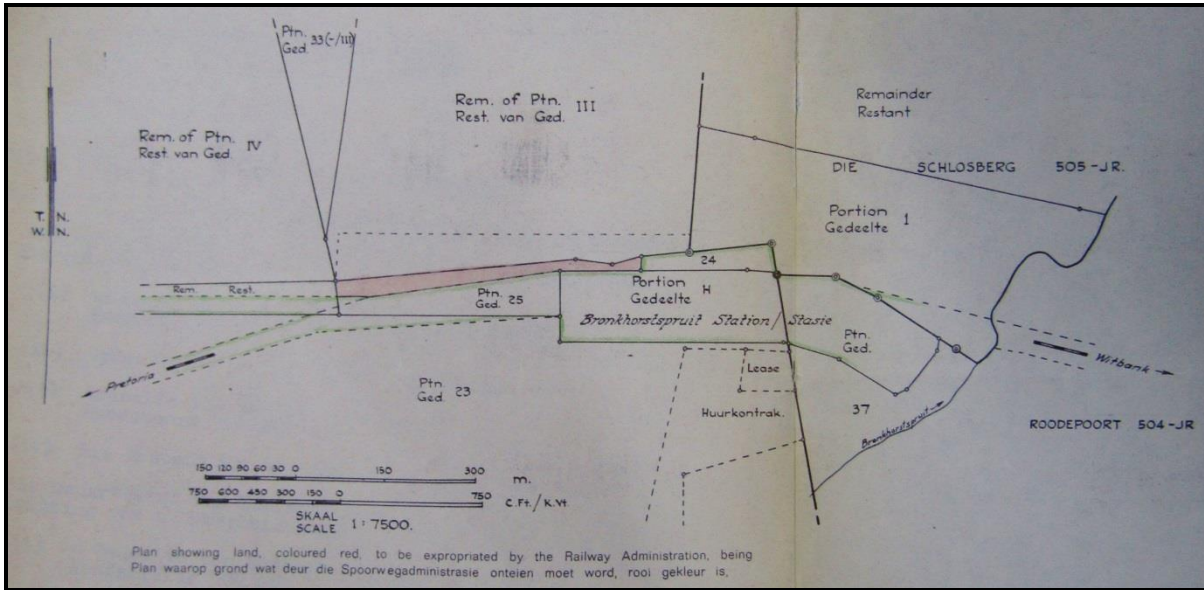 Ptn.
Ged. 33(-/III)
Rem. of Ptn. III
Rest. van Ged.
Remainder
Restant
Rem. of Ptn. IV
Rest. van Ged.
DIE SCHLOSBERG 505-JR.
Portion 1
Gedeelte
T. N.
W. N.
24
Rem. Rest.
Ptn. 25
Ged.
Portion H
Gedeelte
Bronkhorstspruit Station/Stasie
Ptn.
Ged.
37
Pretoria
Witbank
Lease
Ptn 23
Ged
Huurkontrak.
Bronkhorstspruit
ROODEPOORT 504-JR
150 120 90 60 30 0 150 300
m.
750 600 450 300 150 0 750
C.Ft./K.Vt.
SKAAL
SCALE 1:7500.
Plan showing land, coloured red, to be expropriated by the Railway Administration, being
Plan waarop grond wat deur die Spoorwegadministrasie onteien moet word, rooi gekleur is,